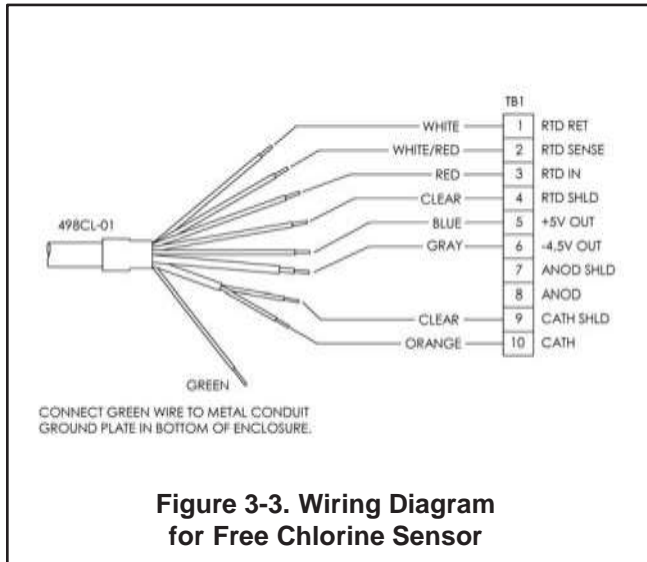 TB1
WHITE 1 RTD RET
WHITE/RED 2 RTD SENSE
RED 3 RTD IN
CLEAR 4 RTD SHLD
498CL-01
BLUE 5 +5V OUT
GRAY 6 -4.5V OUT
7 ANOD SHLD
8 ANOD
CLEAR 9 CATH SHLD
ORANGE 10 CATH
GREEN
CONNECT GREEN WIRE TO METAL CONDUIT
GROUND PLATE IN BOTTOM OF ENCLOSURE.
Figure 3-3. Wiring Diagram
for Free Chlorine Sensor